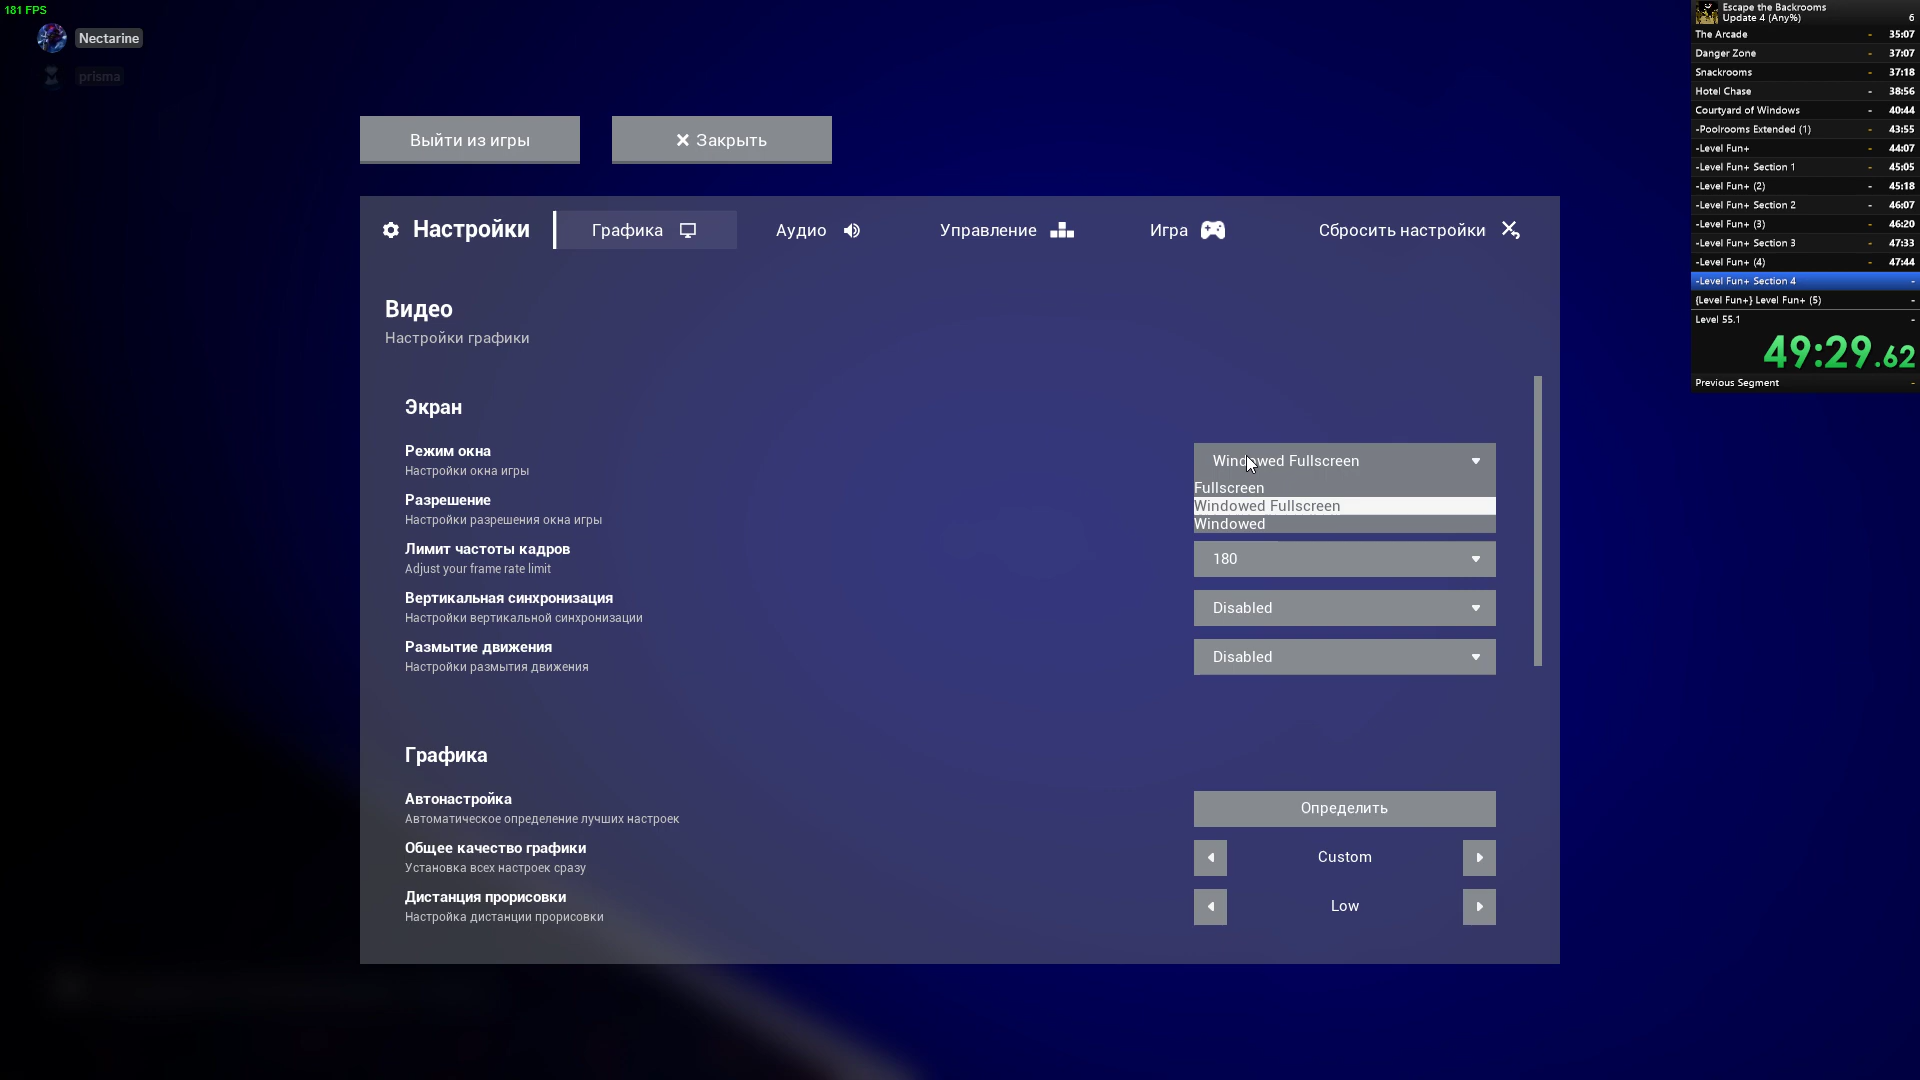 181 FPS
Nectarine
prisma
Выйти из игры
Закрыть
Настройки
Графика
Аудио
Управление
Игра
Сбросить настройки
Видео
Настройки графики
Экран
Режим окна
Настройки окна игры
Windowed Fullscreen
Fullscreen
Windowed Fullscreen
Windowed
Разрешение
Настройки разрешения окна игры
Лимит частоты кадров
Adjust your frame rate limit
180
Вертикальная синхронизация
Настройки вертикальной синхронизации
Disabled
Размытие движения
Настройки размытия движения
Disabled
Графика
Автонастройка
Автоматическое определение лучших настроек
Определить
Общее качество графики
Установка всех настроек сразу
Custom
Дистанция прорисовки
Настройка дистанции прорисовки
Low
Escape the Backrooms
Update 4 (Any%) 6
The Arcade - 35:07
Danger Zone - 37:07
Snackrooms - 37:18
Hotel Chase - 38:56
Courtyard of Windows - 40:44
-Poolrooms Extended (1) - 43:55
-Level Fun+ - 44:07
-Level Fun+ Section 1 - 45:05
-Level Fun+ (2) - 45:18
-Level Fun+ Section 2 - 46:07
-Level Fun+ (3) - 46:20
-Level Fun+ Section 3 - 47:33
-Level Fun+ (4) - 47:44
-Level Fun+ Section 4 -
{Level Fun+} Level Fun+ (5) -
Level 55.1 -
49:29.62
Previous Segment -